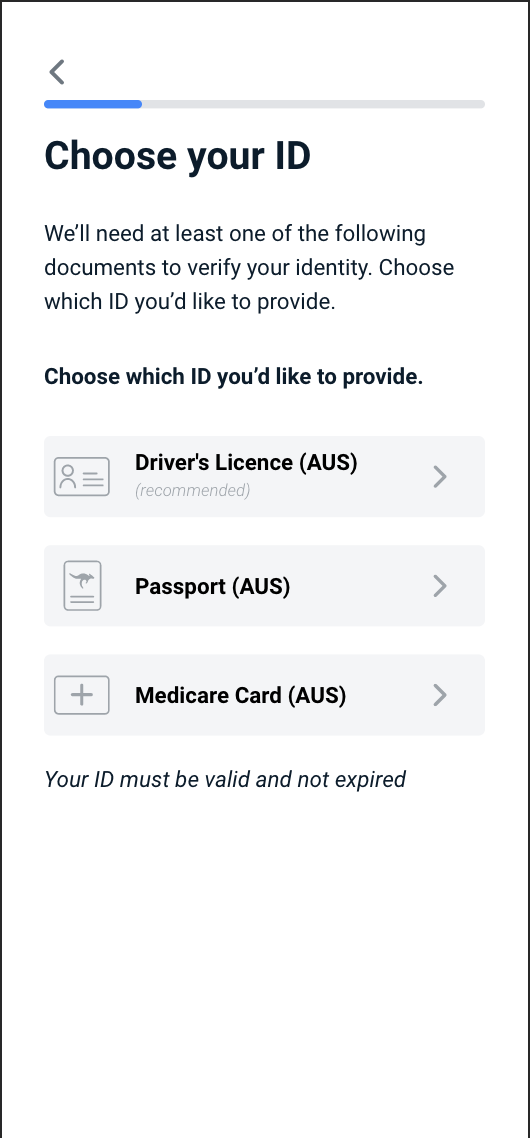 Choose your ID
We’ll need at least one of the following
documents to verify your identity. Choose
which ID you’d like to provide.
Choose which ID you’d like to provide.
Driver's Licence (AUS)
(recommended)
Passport (AUS)
Medicare Card (AUS)
Your ID must be valid and not expired